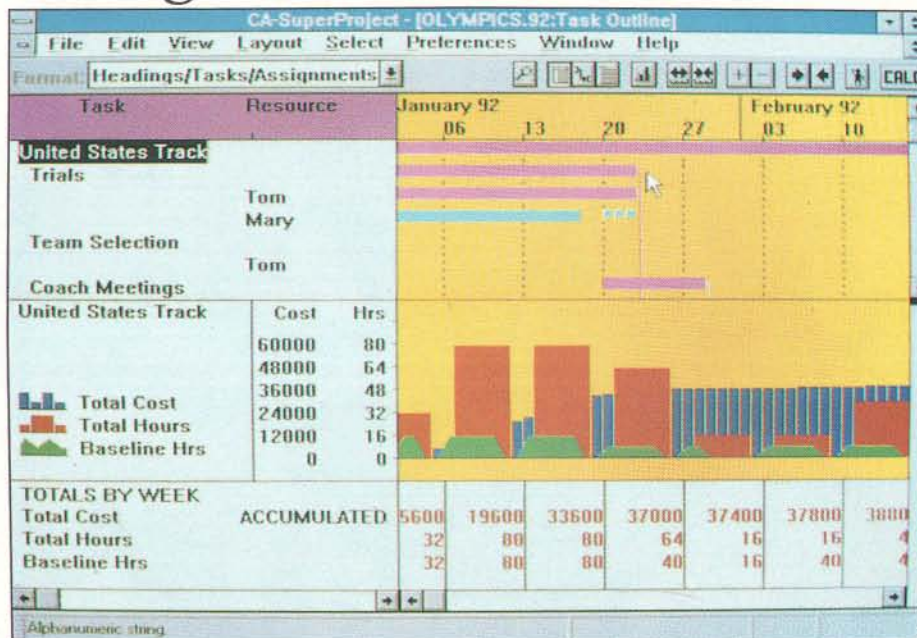 CA-SuperProject - [OLYMPICS.92:Task Outline]
File Edit View Layout Select Preferences Window Help
Format: Headings/Tasks/Assignments + - CALC
Task Resource January 92 February 92
06 13 20 27 03 10
United States Track
Trials
Tom
Mary
Team Selection
Tom
Coach Meetings
United States Track Cost Hrs
60000 80
48000 64
36000 48
Total Cost 24000 32
Total Hours 12000 16
Baseline Hrs 0 0
TOTALS BY WEEK
Total Cost ACCUMULATED 5600 19600 33600 37000 37400 37800 3880
Total Hours 32 80 80 64 16 16 4
Baseline Hrs 32 80 80 40 16 40 4
Alphanumeric string